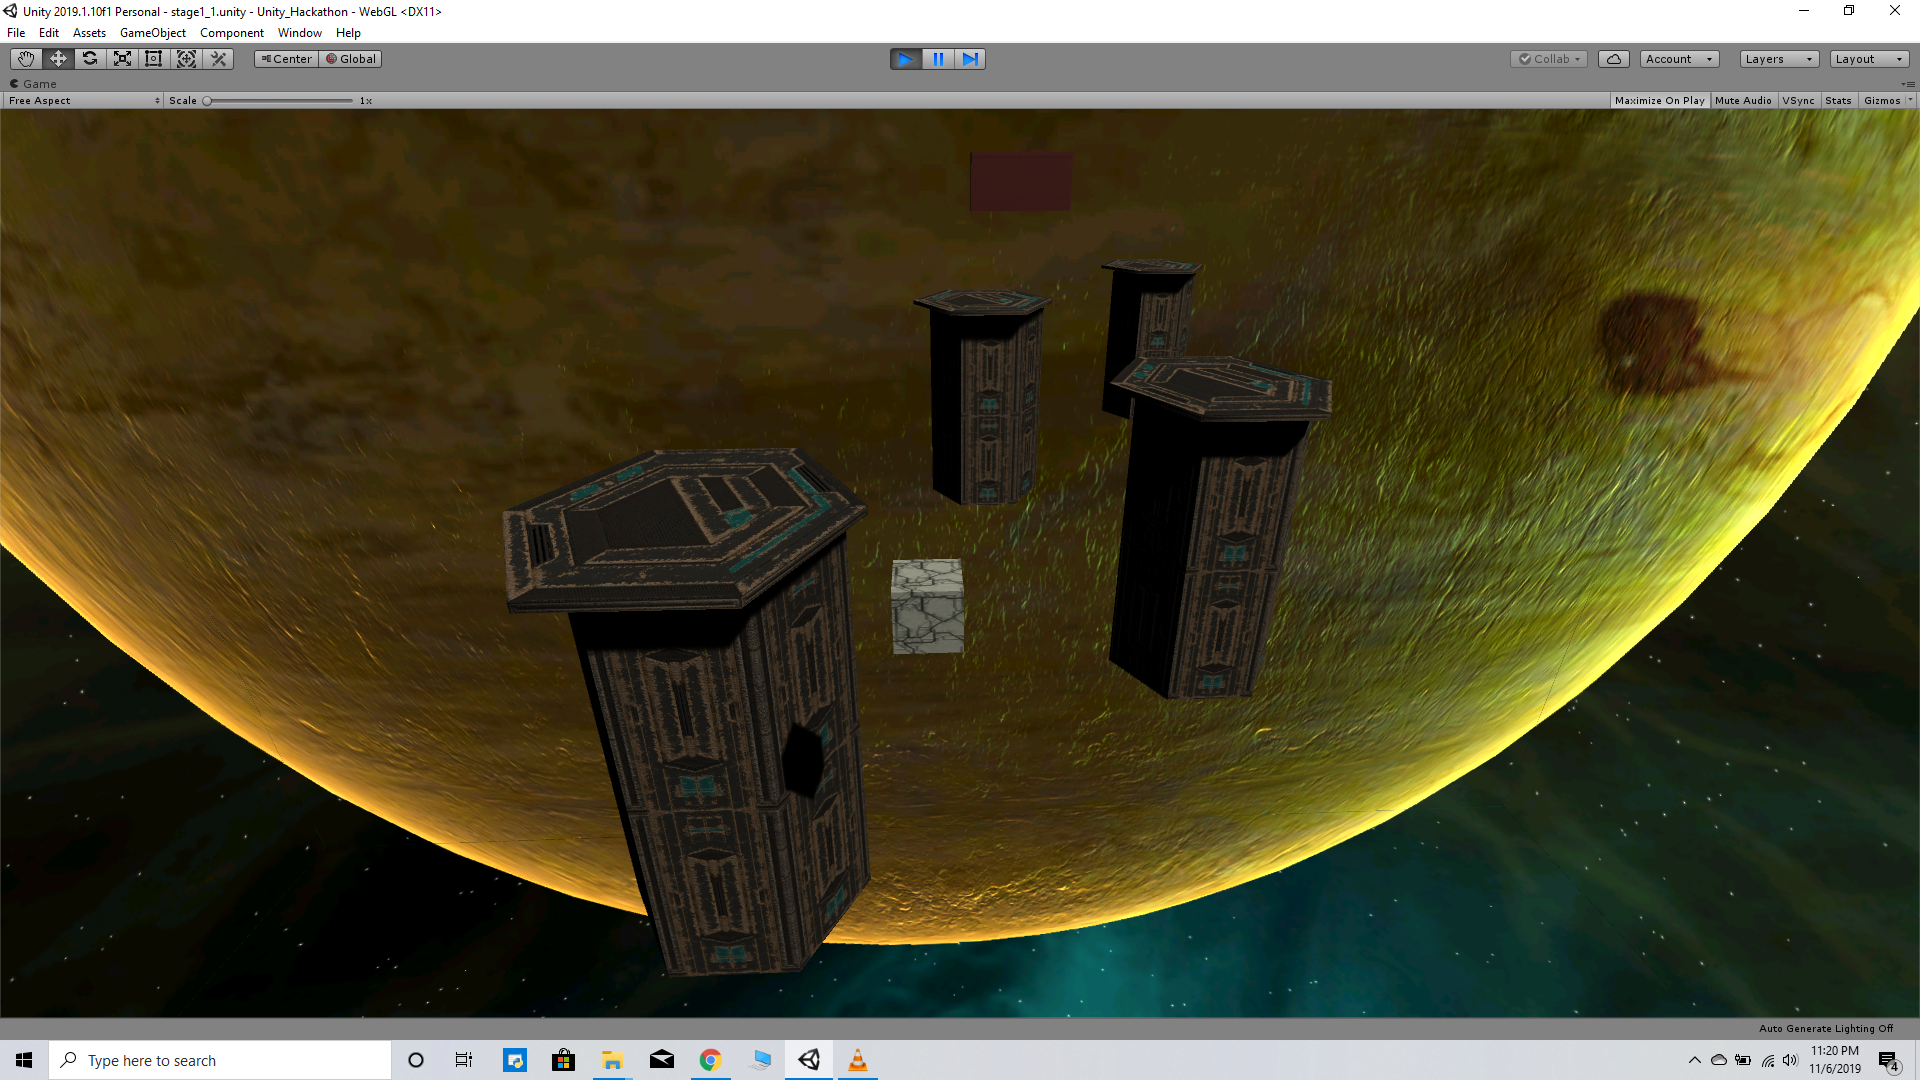 Unity 2019.1.10f1 Personal - stage1_1.unity - Unity_Hackathon - WebGL <DX11>
File Edit Assets GameObject Component Window Help
Center Global Collab Account Layers Layout
Game
Free Aspect Scale 1x Maximize On Play Mute Audio VSync Stats Gizmos
Auto Generate Lighting Off
Type here to search
11:20 PM
11/6/2019
4